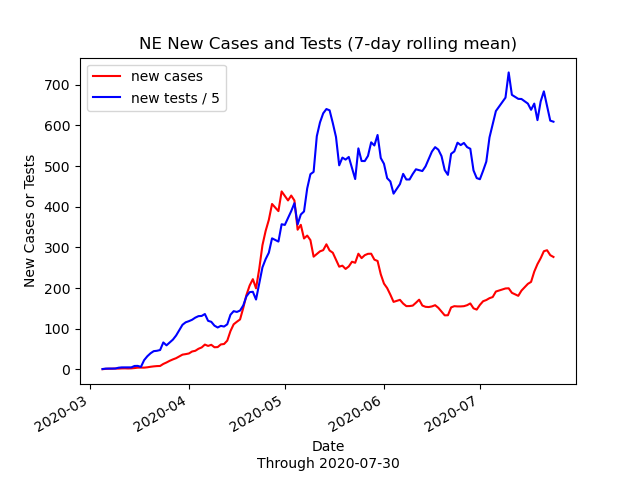 NE New Cases and Tests (7-day rolling mean)
new cases
new tests / 5
New Cases or Tests
700
600
500
400
300
200
100
0
2020-03
2020-04
2020-05
2020-06
2020-07
Date
Through 2020-07-30